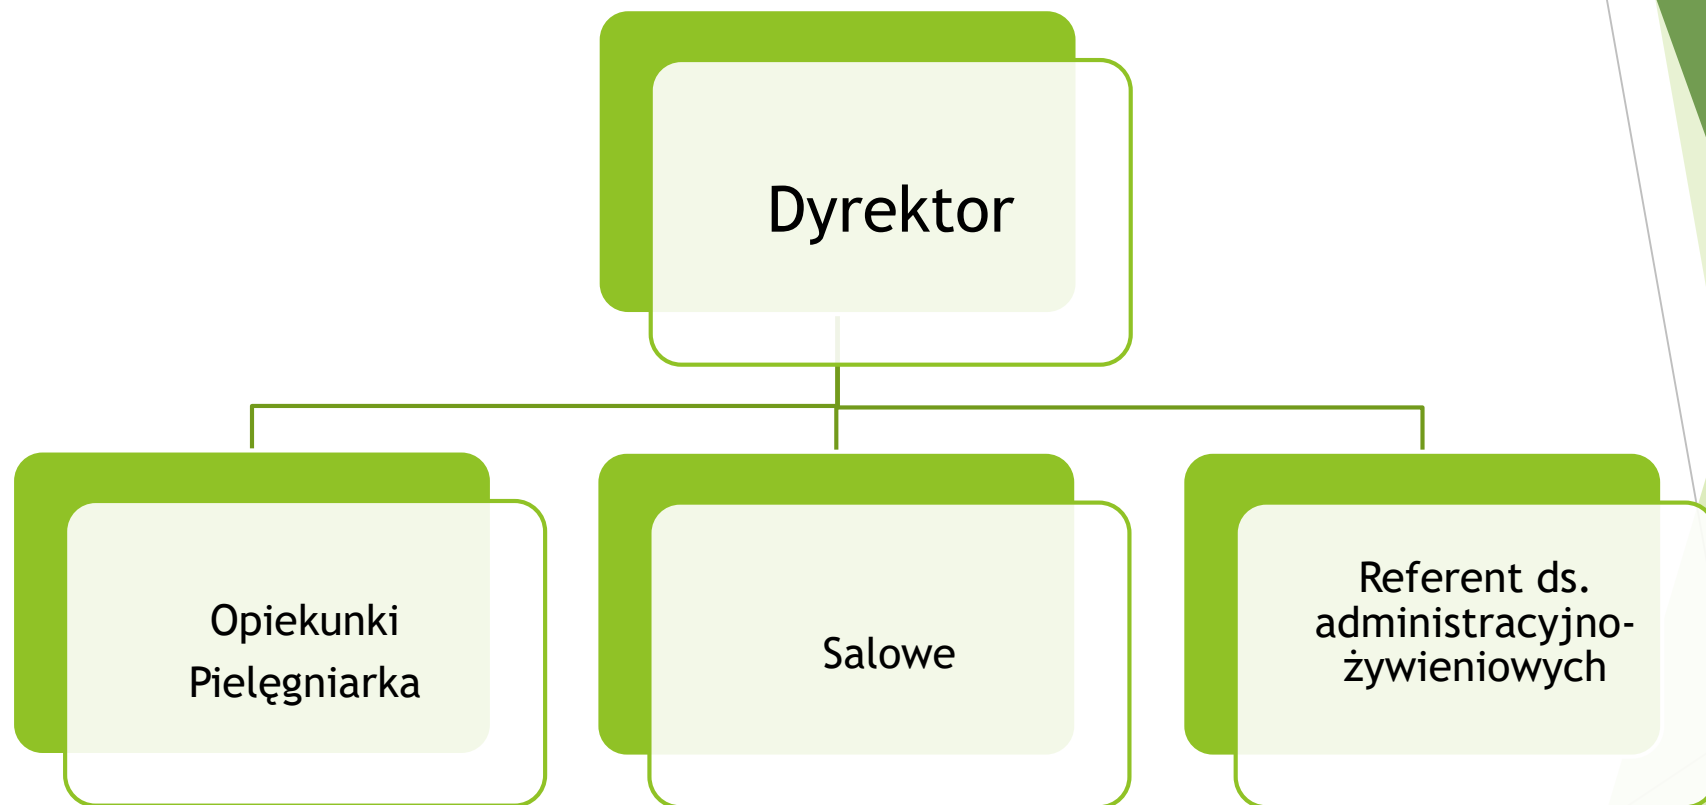 Dyrektor
Opiekunki
Pielęgniarka
Salowe
Referent ds.
administracyjno-
żywieniowych